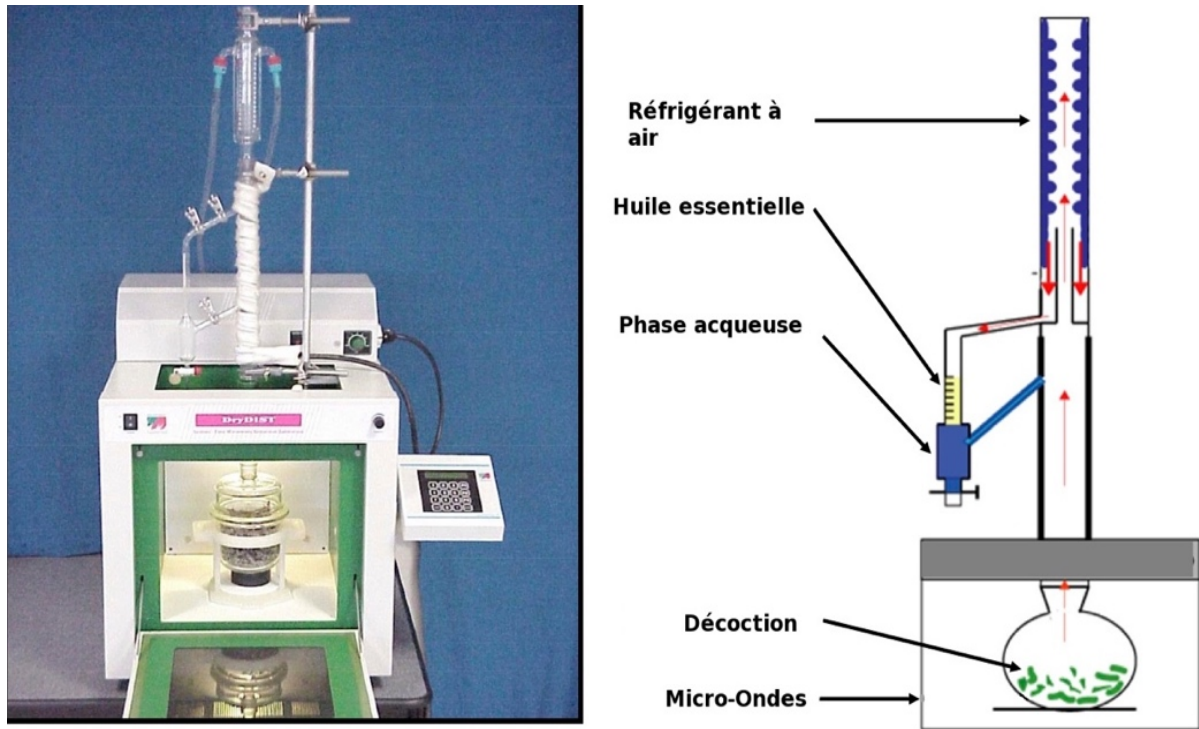 DryDIST
Réfrigérant à
air
Huile essentielle
Phase acqueuse
Décoction
Micro-Ondes